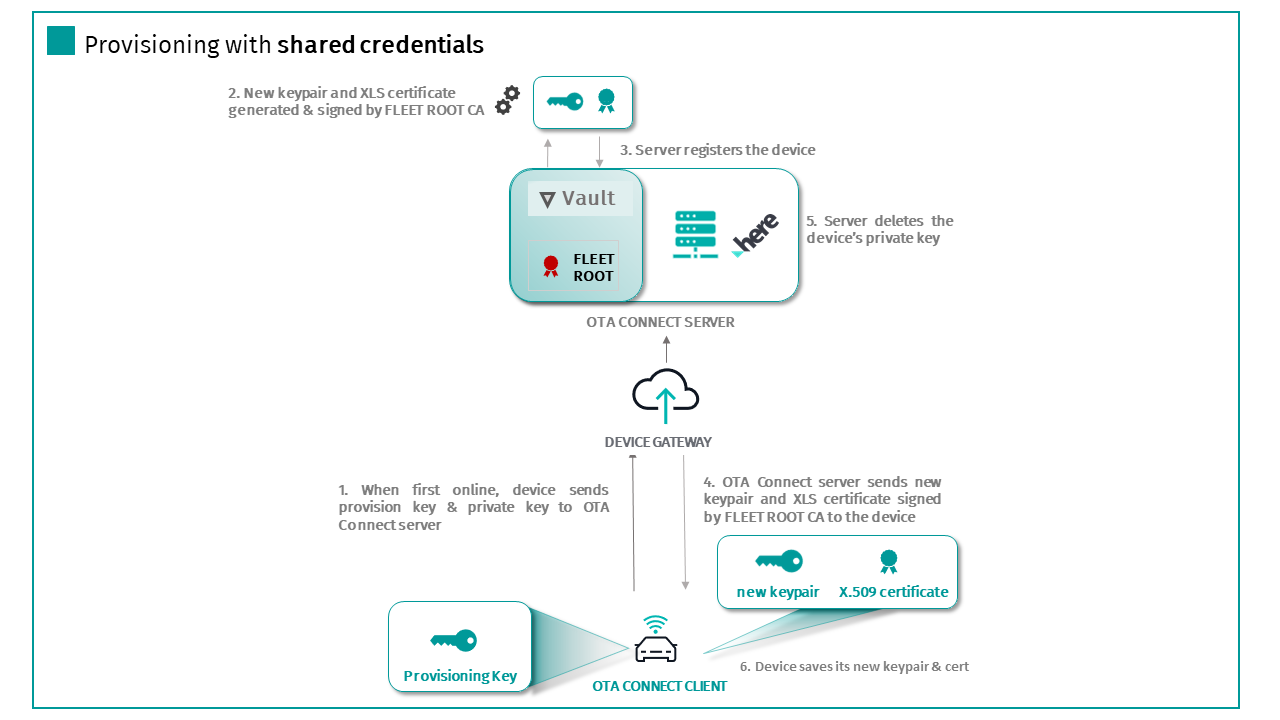 Provisioning with shared credentials
2. New keypair and XLS certificate
generated & signed by FLEET ROOT CA
3. Server registers the device
Vault
FLEET
ROOT
here
5. Server deletes the
device's private key
OTA CONNECT SERVER
DEVICE GATEWAY
1. When first online, device sends
provision key & private key to OTA
Connect server
4. OTA Connect server sends new
keypair and XLS certificate signed
by FLEET ROOT CA to the device
new keypair
X.509 certificate
Provisioning Key
6. Device saves its new keypair & cert
OTA CONNECT CLIENT